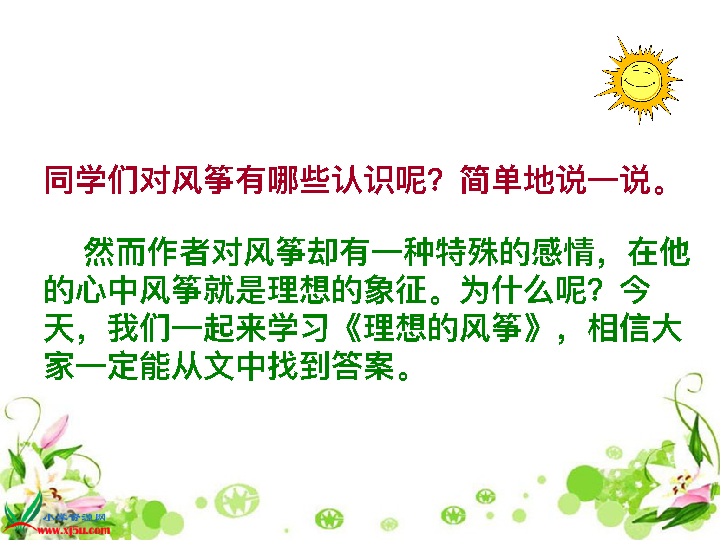 同学们对风筝有哪些认识呢？简单地说一说。
然而作者对风筝却有一种特殊的感情，在他
的心中风筝就是理想的象征。为什么呢？今
天，我们一起来学习《理想的风筝》，相信大
家一定能从文中找到答案。
小学资源网
www.xj5u.com